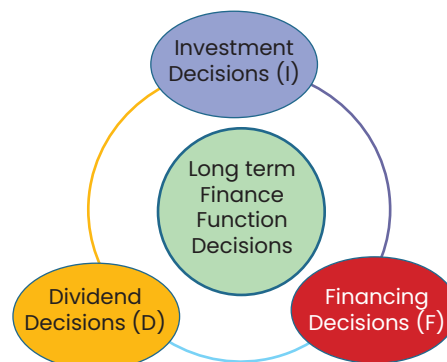 Investment
Decisions (I)
Long term
Finance
Function
Decisions
Dividend
Decisions (D)
Financing
Decisions (F)